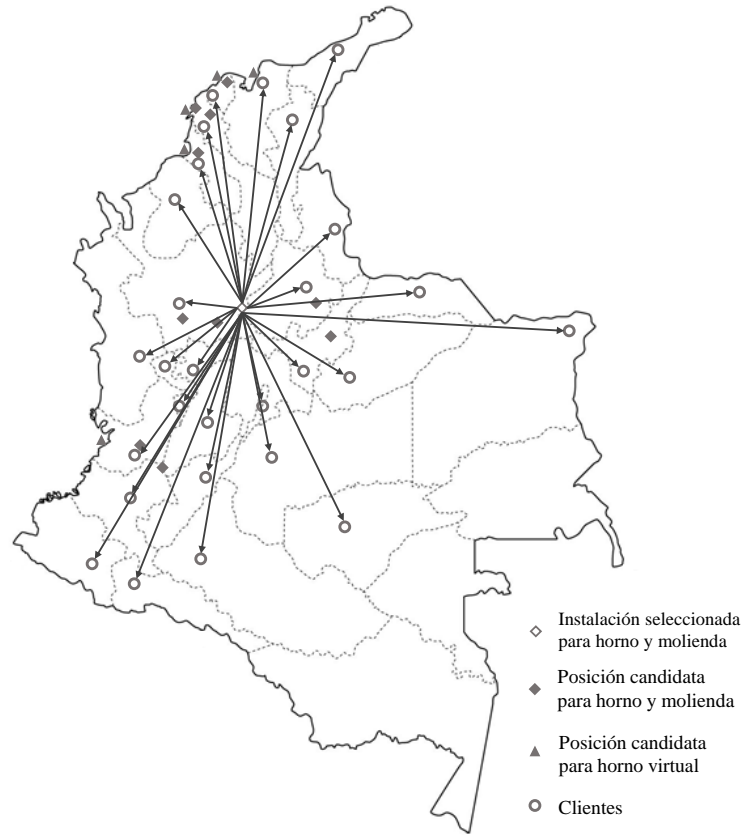 Instalación seleccionada
para horno y molienda
Posición candidata
para horno y molienda
Posición candidata
para horno virtual
Clientes